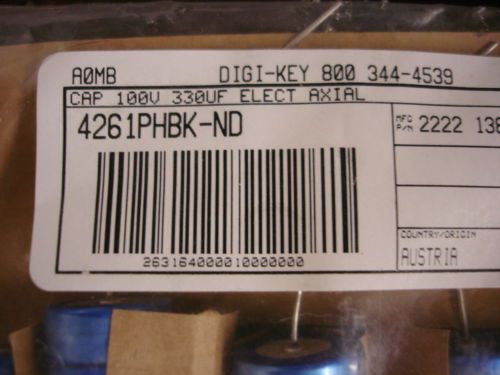 A0MB DIGI-KEY 800 344-4539
CAP 100V 330UF ELECT AXIAL
4261PHBK-ND
MFG P/N 2222 138
263164000010000000
COUNTRY/ORIGIN
AUSTRIA